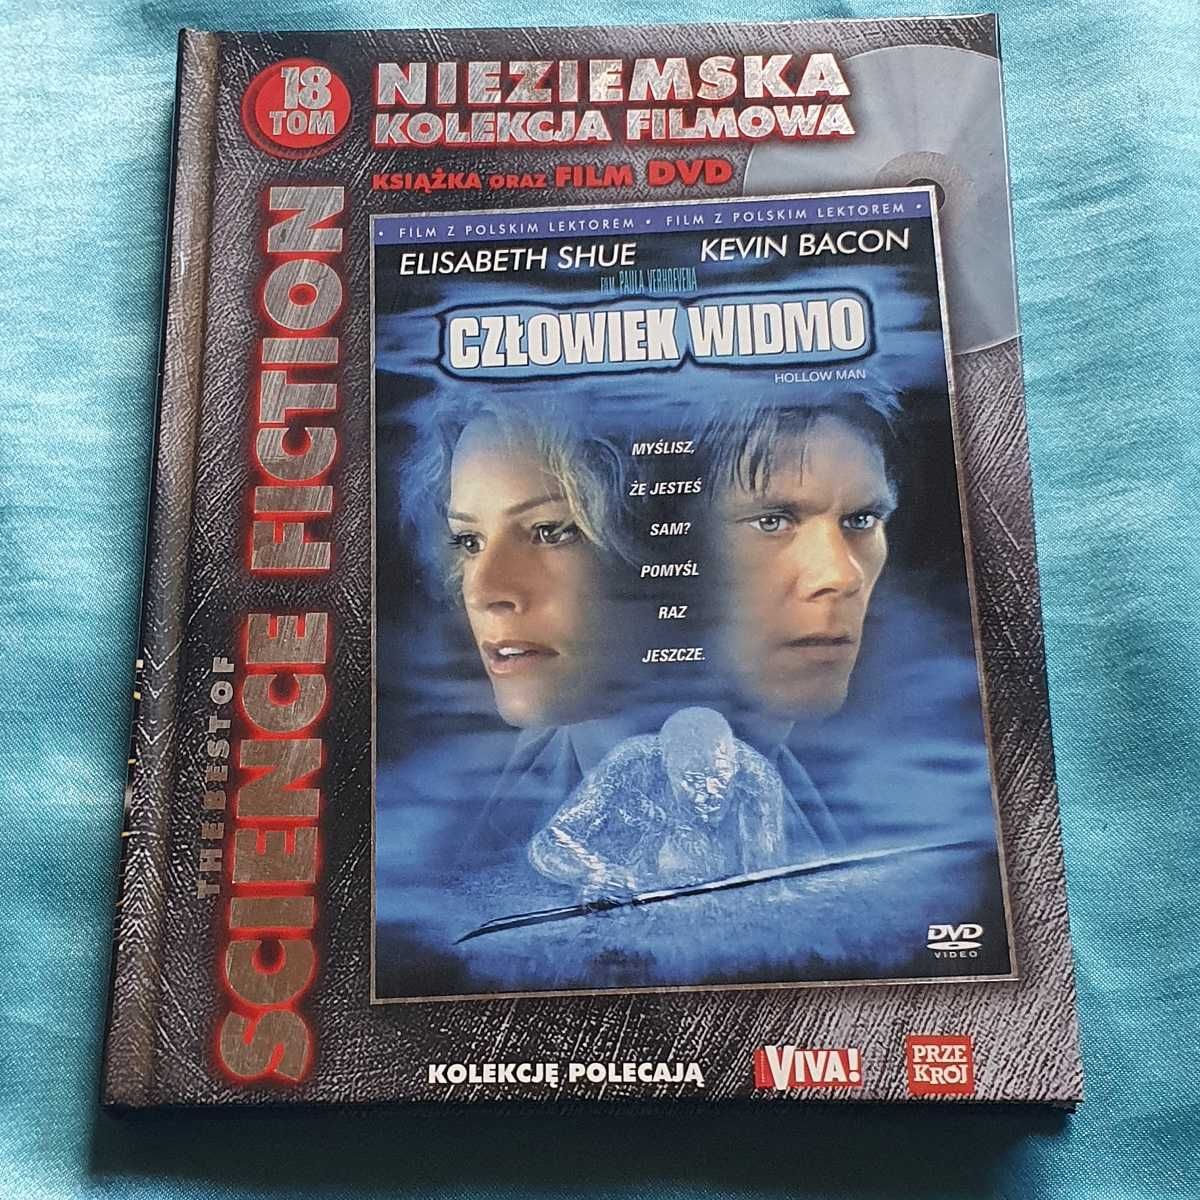 18
TOM
NIEZIEMSKA
KOLEKCJA FILMOWA
KSIĄŻKA ORAZ FILM DVD
THE BEST OF
SCIENCE FICTION
• FILM Z POLSKIM LEKTOREM • FILM Z POLSKIM LEKTOREM •
ELISABETH SHUE KEVIN BACON
FILM PAULA VERHOEVENA
CZŁOWIEK WIDMO
HOLLOW MAN
MYŚLISZ,
ŻE JESTEŚ
SAM?
POMYŚL
RAZ
JESZCZE.
DVD
VIDEO
KOLEKCJĘ POLECAJĄ
VIVA!
PRZE
KRÓJ